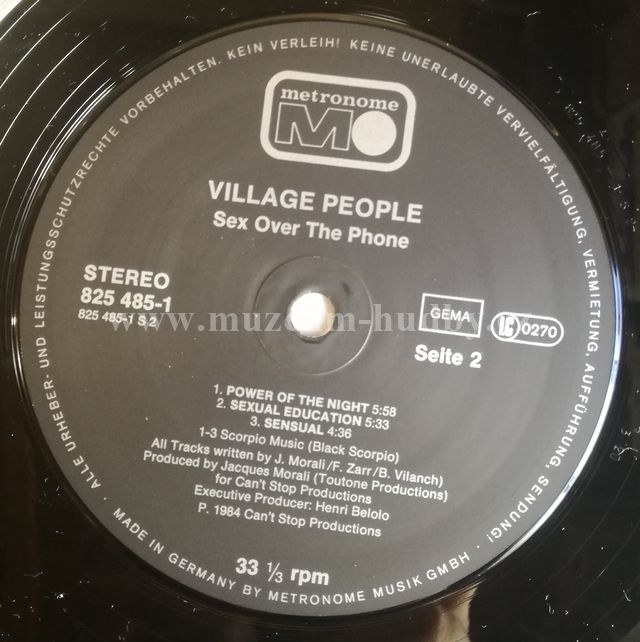 ALLE URHEBER- UND LEISTUNGSSCHUTZRECHTE VORBEHALTEN. KEIN VERLEIH! KEINE UNERLAUBTE VERVIELFÄLTIGUNG, VERMIETUNG, AUFFÜHRUNG, SENDUNG!
metronome
M
VILLAGE PEOPLE
Sex Over The Phone
STEREO
825 485-1
825 485-1 S 2
GEMA
LC 0270
Seite 2
1. POWER OF THE NIGHT 5:58
2. SEXUAL EDUCATION 5:33
3. SENSUAL 4:36
1-3 Scorpio Music (Black Scorpio)
All Tracks written by J. Morali/F. Zarr/B. Vilanch
Produced by Jacques Morali (Toutone Productions)
for Can't Stop Productions
Executive Producer: Henri Belolo
P. 1984 Can't Stop Productions
33 1/3 rpm
MADE IN GERMANY BY METRONOME MUSIK GMBH